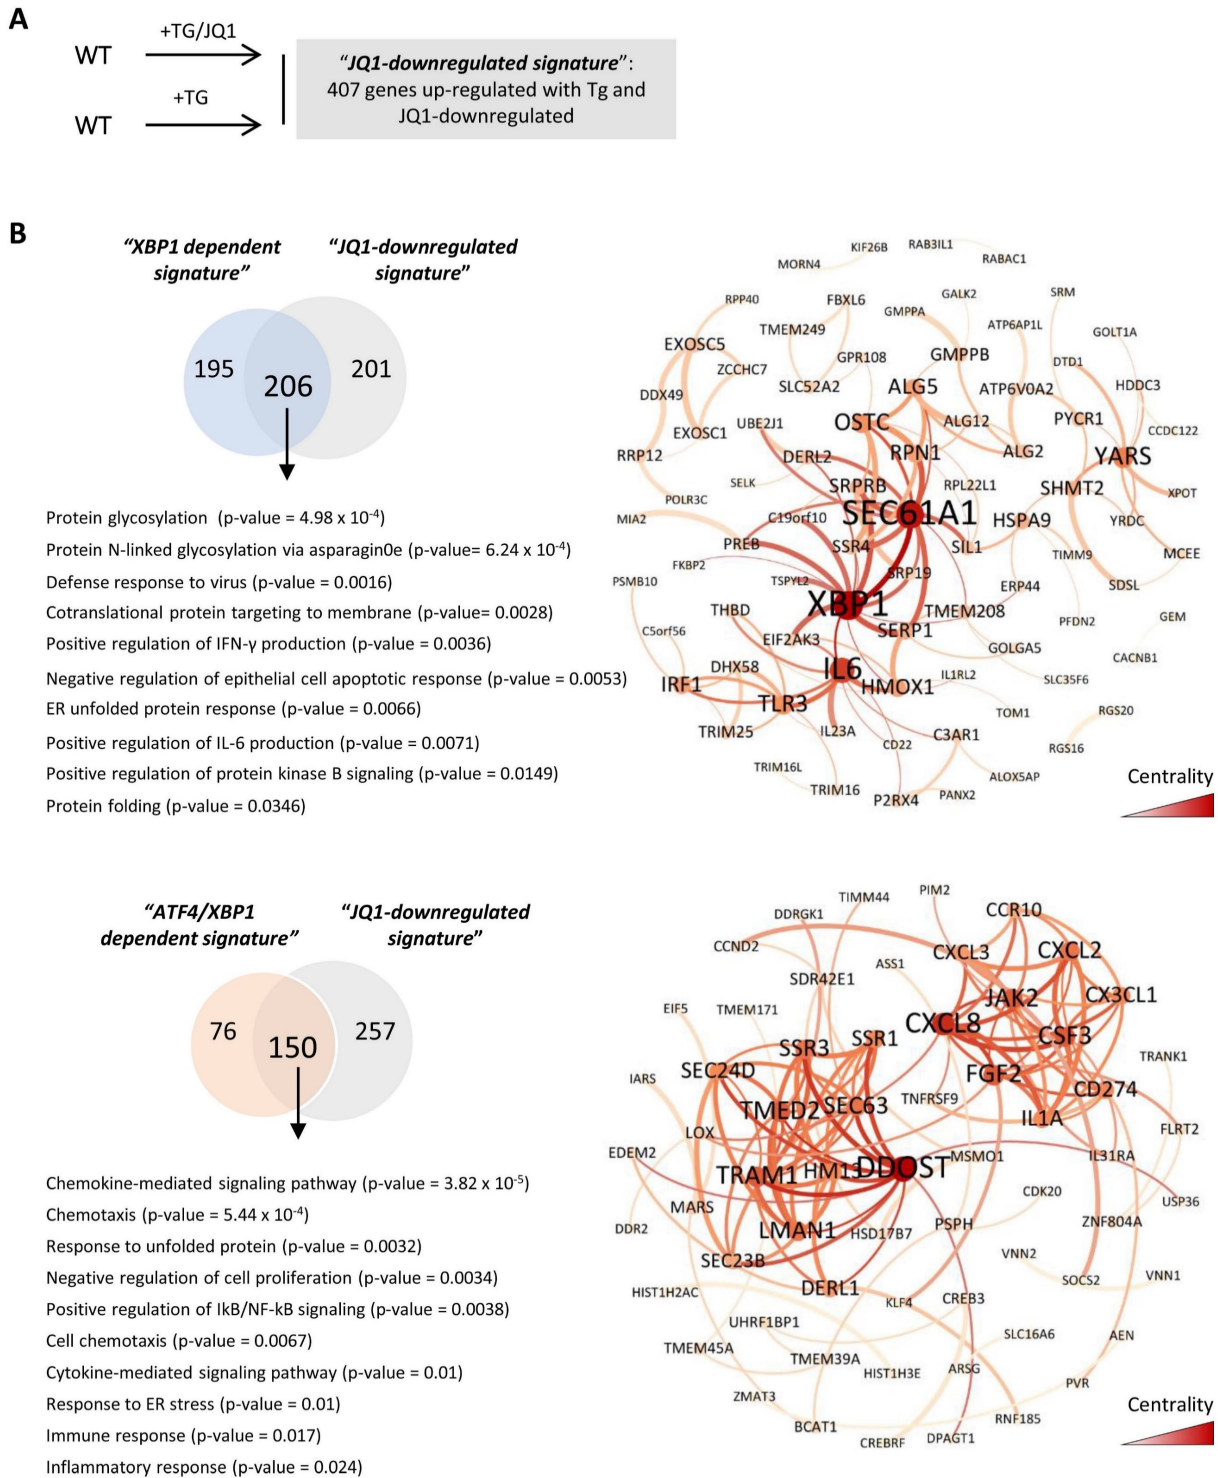 A
WT
+TG/JQ1
WT
+TG
“JQ1-downregulated signature”:
407 genes up-regulated with Tg and
JQ1-downregulated
B
“XBP1 dependent
signature”
“JQ1-downregulated
signature”
195
206
201
Protein glycosylation (p-value = 4.98 x 10-4)
Protein N-linked glycosylation via asparagin0e (p-value= 6.24 x 10-4)
Defense response to virus (p-value = 0.0016)
Cotranslational protein targeting to membrane (p-value= 0.0028)
Positive regulation of IFN-γ production (p-value = 0.0036)
Negative regulation of epithelial cell apoptotic response (p-value = 0.0053)
ER unfolded protein response (p-value = 0.0066)
Positive regulation of IL-6 production (p-value = 0.0071)
Positive regulation of protein kinase B signaling (p-value = 0.0149)
Protein folding (p-value = 0.0346)
KIF26B
RAB3IL1
MORN4
RABAC1
RPP40
FBXL6
GALK2
SRM
GMPPA
TMEM249
ATP6AP1L
GOLT1A
EXOSC5
GPR108
GMPPB
DTD1
ZCCHC7
DDX49
SLC52A2
ALG5
ATP6V0A2
HDDC3
UBE2J1
OSTC
ALG12
PYCR1
EXOSC1
CCDC122
RRP12
DERL2
RPN1
ALG2
YARS
SELK
SRPRB
RPL22L1
SHMT2
XPOT
POLR3C
MIA2
C19orf10
SEC61A1
HSPA9
YRDC
PREB
SSR4
SIL1
TIMM9
MCEE
FKBP2
PSMB10
TSPYL2
SRP19
ERP44
SDSL
THBD
XBP1
TMEM208
PFDN2
GEM
C5orf56
EIF2AK3
SERP1
GOLGA5
CACNB1
DHX58
IL6
IRF1
HMOX1
IL1RL2
SLC35F6
TLR3
TOM1
RGS20
TRIM25
IL23A
CD22
C3AR1
RGS16
TRIM16L
ALOX5AP
TRIM16
P2RX4
PANX2
Centrality
“ATF4/XBP1
dependent signature”
“JQ1-downregulated
signature”
76
150
257
Chemokine-mediated signaling pathway (p-value = 3.82 x 10-5)
Chemotaxis (p-value = 5.44 x 10-4)
Response to unfolded protein (p-value = 0.0032)
Negative regulation of cell proliferation (p-value = 0.0034)
Positive regulation of IkB/NF-kB signaling (p-value = 0.0038)
Cell chemotaxis (p-value = 0.0067)
Cytokine-mediated signaling pathway (p-value = 0.01)
Response to ER stress (p-value = 0.01)
Immune response (p-value = 0.017)
Inflammatory response (p-value = 0.024)
TIMM44
PIM2
DDRGK1
CCR10
CCND2
CXCL3
CXCL2
ASS1
SDR42E1
EIF5
TMEM171
JAK2
CX3CL1
CXCL8
SSR3
SSR1
CSF3
SEC24D
FGF2
TRANK1
IARS
CD274
TMED2
SEC63
TNFRSF9
IL1A
LOX
FLRT2
EDEM2
TRAM1
HM13
DDOST
MSMO1
IL31RA
CDK20
USP36
MARS
DDR2
LMAN1
HSD17B7
PSPH
ZNF804A
SEC23B
VNN2
SOCS2
VNN1
HIST1H2AC
DERL1
KLF4
CREB3
UHRF1BP1
SLC16A6
AEN
TMEM45A
TMEM39A
HIST1H3E
ARSG
PVR
ZMAT3
BCAT1
RNF185
CREBRF
DPAGT1
Centrality